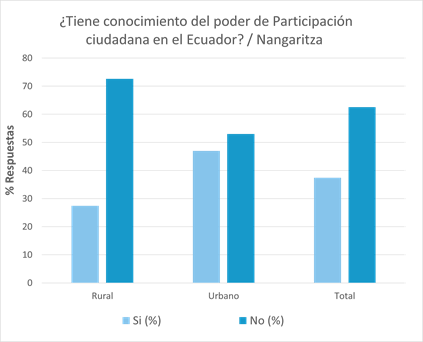 ¿Tiene conocimiento del poder de Participación
ciudadana en el Ecuador? / Nangaritza
% Respuestas
80
70
60
50
40
30
20
10
0
Rural Urbano Total
Si (%) No (%)